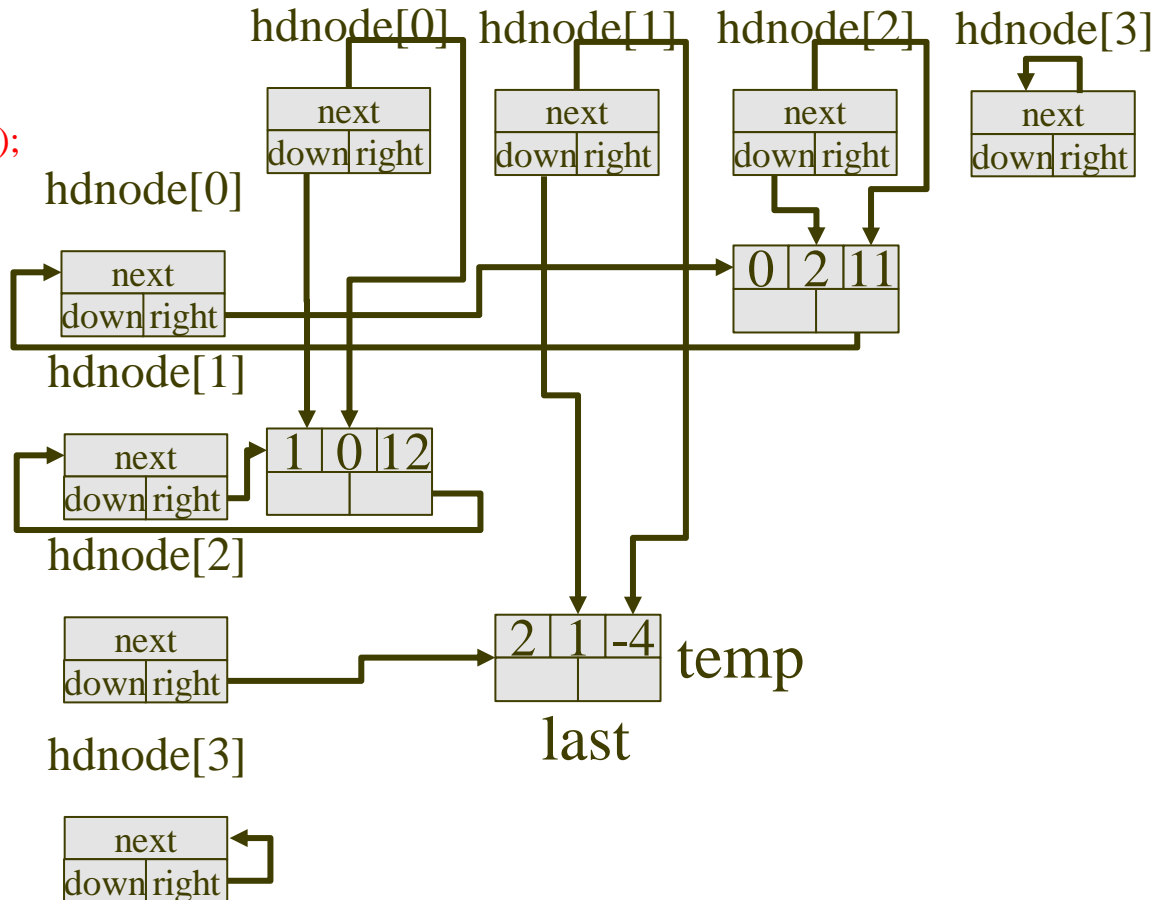 hdnode[0] hdnode[1] hdnode[2] hdnode[3]
next next next next
down right down right down right down right
);
hdnode[0]
next
down right
0 2 11
hdnode[1]
next
down right
1 0 12
hdnode[2]
next
down right
2 1 -4
temp
last
hdnode[3]
next
down right